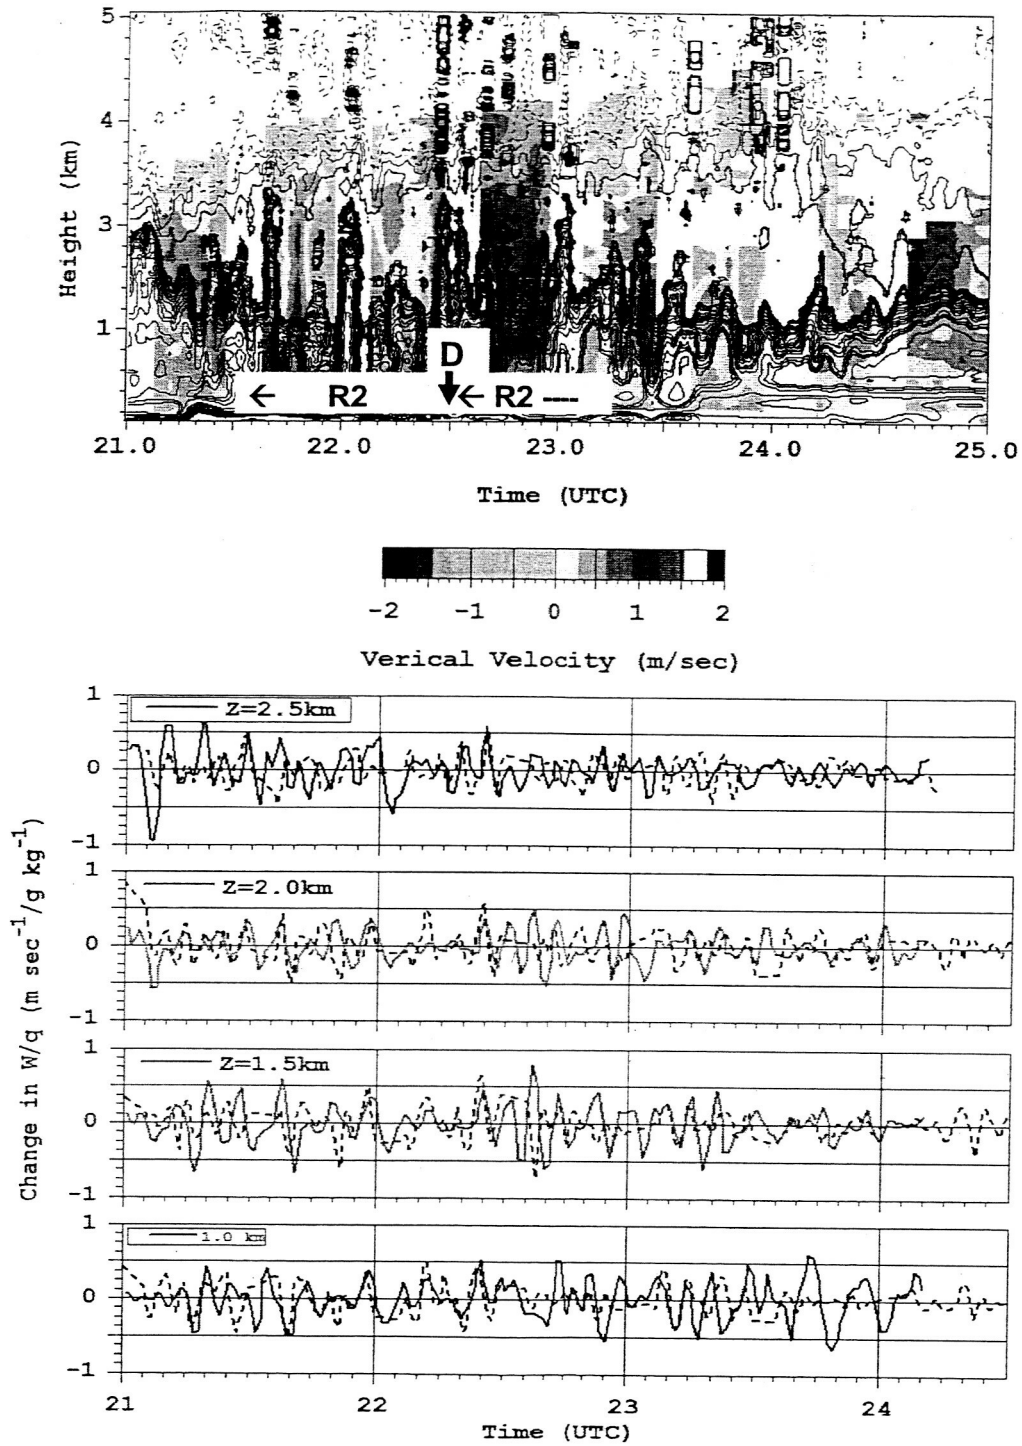 5
4
3
1
Height (km)
D
← R2 ← R2 ----
21.0 22.0 23.0 24.0 25.0
Time (UTC)
-2 -1 0 1 2
Verical Velocity (m/sec)
Change in W/q (m sec-1/g kg-1)
1
Z=2.5km
0
-1
1
Z=2.0km
0
-1
1
Z=1.5km
0
-1
1
1.0 km
0
-1
21 22 23 24
Time (UTC)